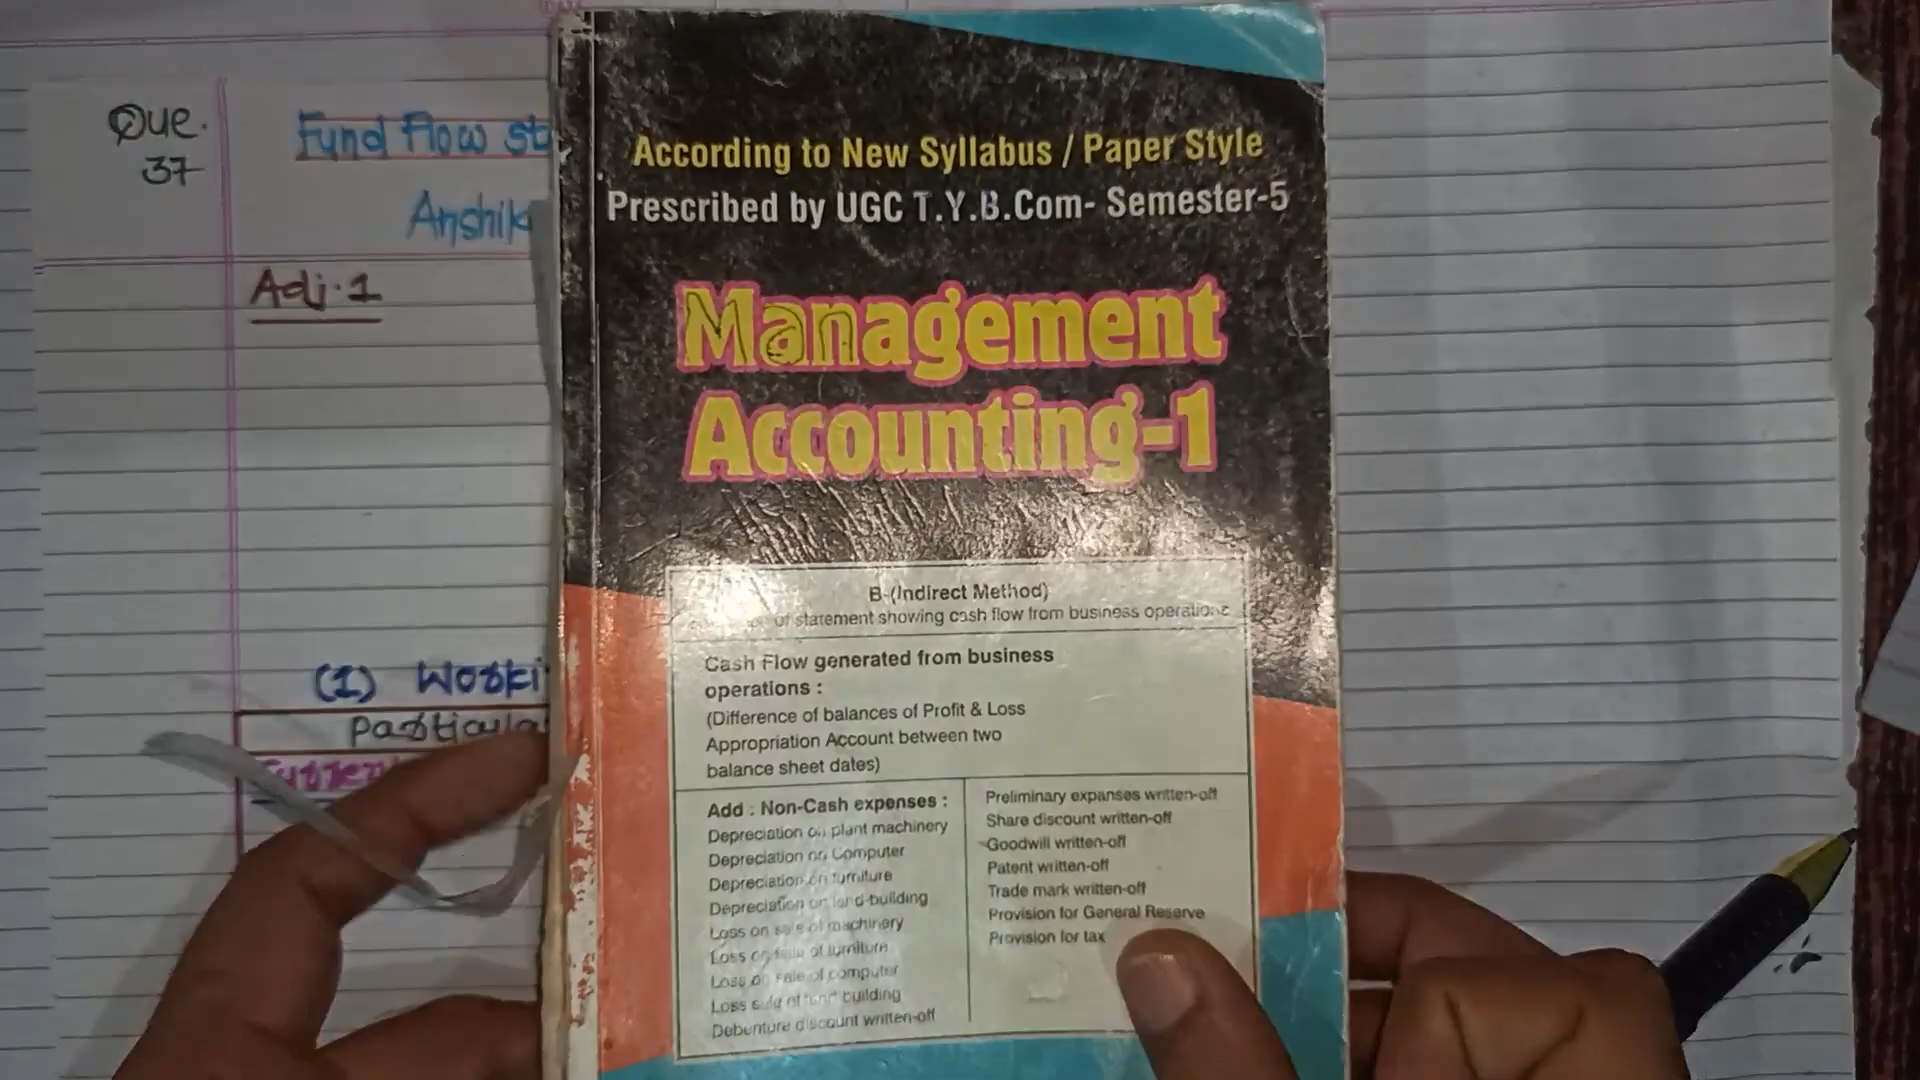 Que.
37
Fund Flow St
Anshik
Adj.1
(1) Worki
Particula
According to New Syllabus / Paper Style
Prescribed by UGC T.Y.B.Com- Semester-5
Management
Accounting-1
B-(Indirect Method)
of statement showing cash flow from business operations
Cash Flow generated from business
operations :
(Difference of balances of Profit & Loss
Appropriation Account between two
balance sheet dates)
Add : Non-Cash expenses :
Depreciation on plant machinery
Depreciation on Computer
Depreciation on furniture
Depreciation on land-building
Loss on sale of machinery
Loss on sale of furniture
Loss on sale of computer
Loss sale of land building
Debenture discount written-off
Preliminary expanses written-off
Share discount written-off
Goodwill written-off
Patent written-off
Trade mark written-off
Provision for General Reserve
Provision for tax